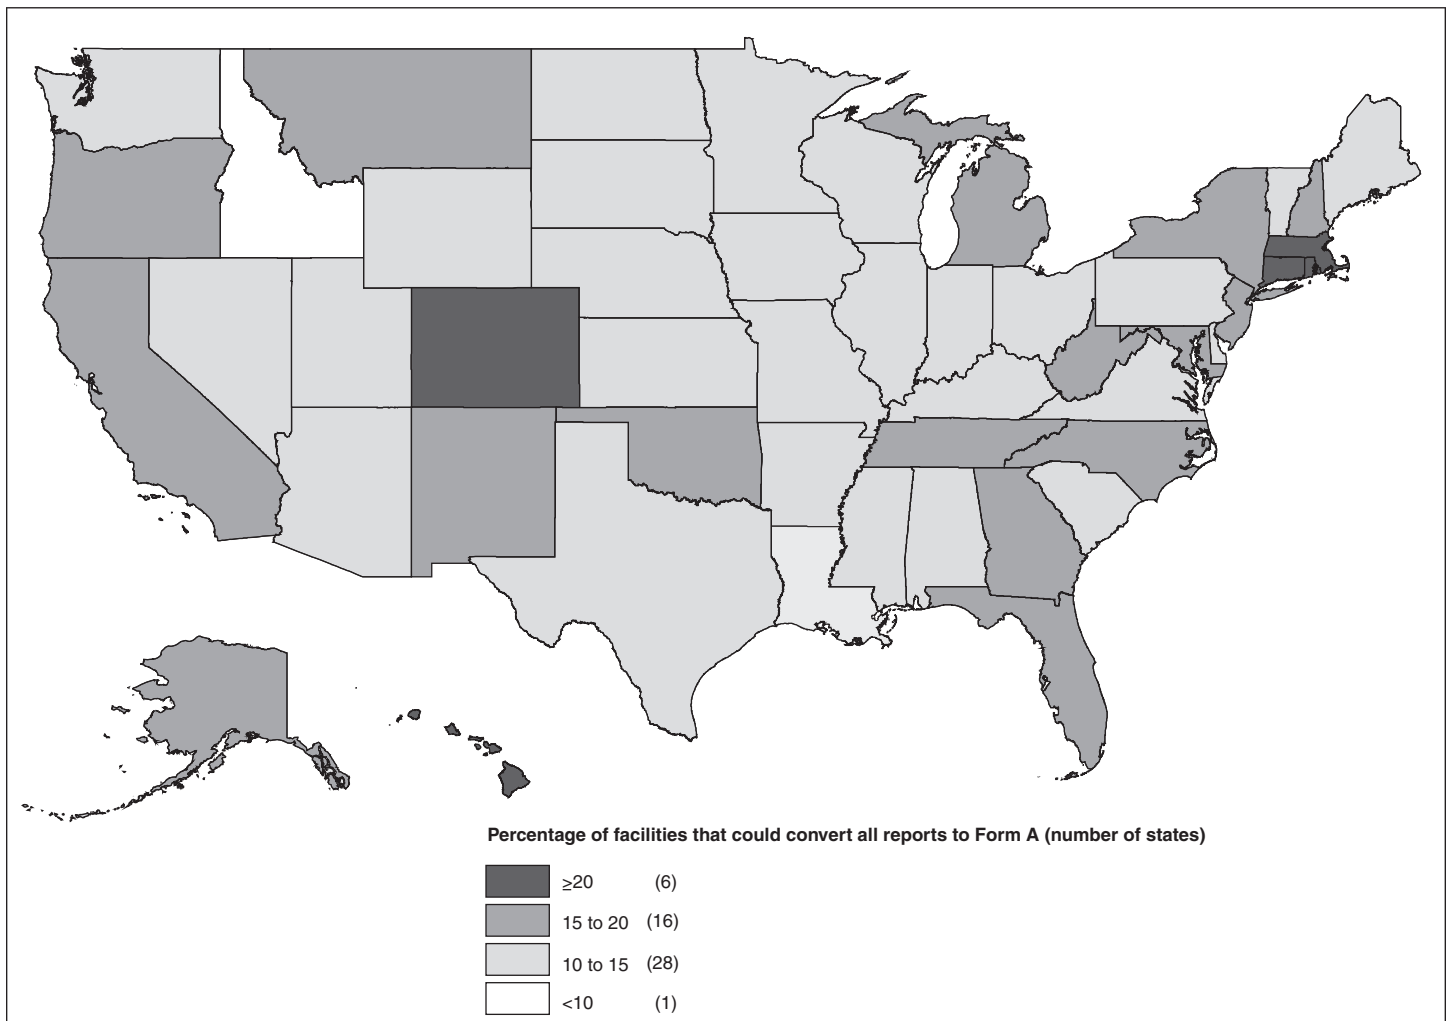 Percentage of facilities that could convert all reports to Form A (number of states)
≥20 (6)
15 to 20 (16)
10 to 15 (28)
<10 (1)